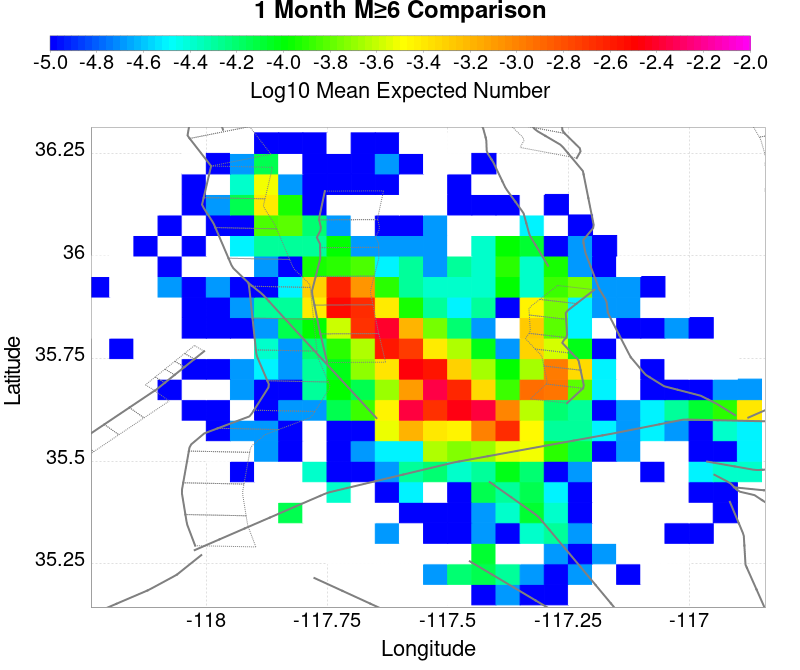 1 Month M≥6 Comparison
-5.0 -4.8 -4.6 -4.4 -4.2 -4.0 -3.8 -3.6 -3.4 -3.2 -3.0 -2.8 -2.6 -2.4 -2.2 -2.0
Log10 Mean Expected Number
36.25
36
35.75
35.5
35.25
Latitude
-118 -117.75 -117.5 -117.25 -117
Longitude